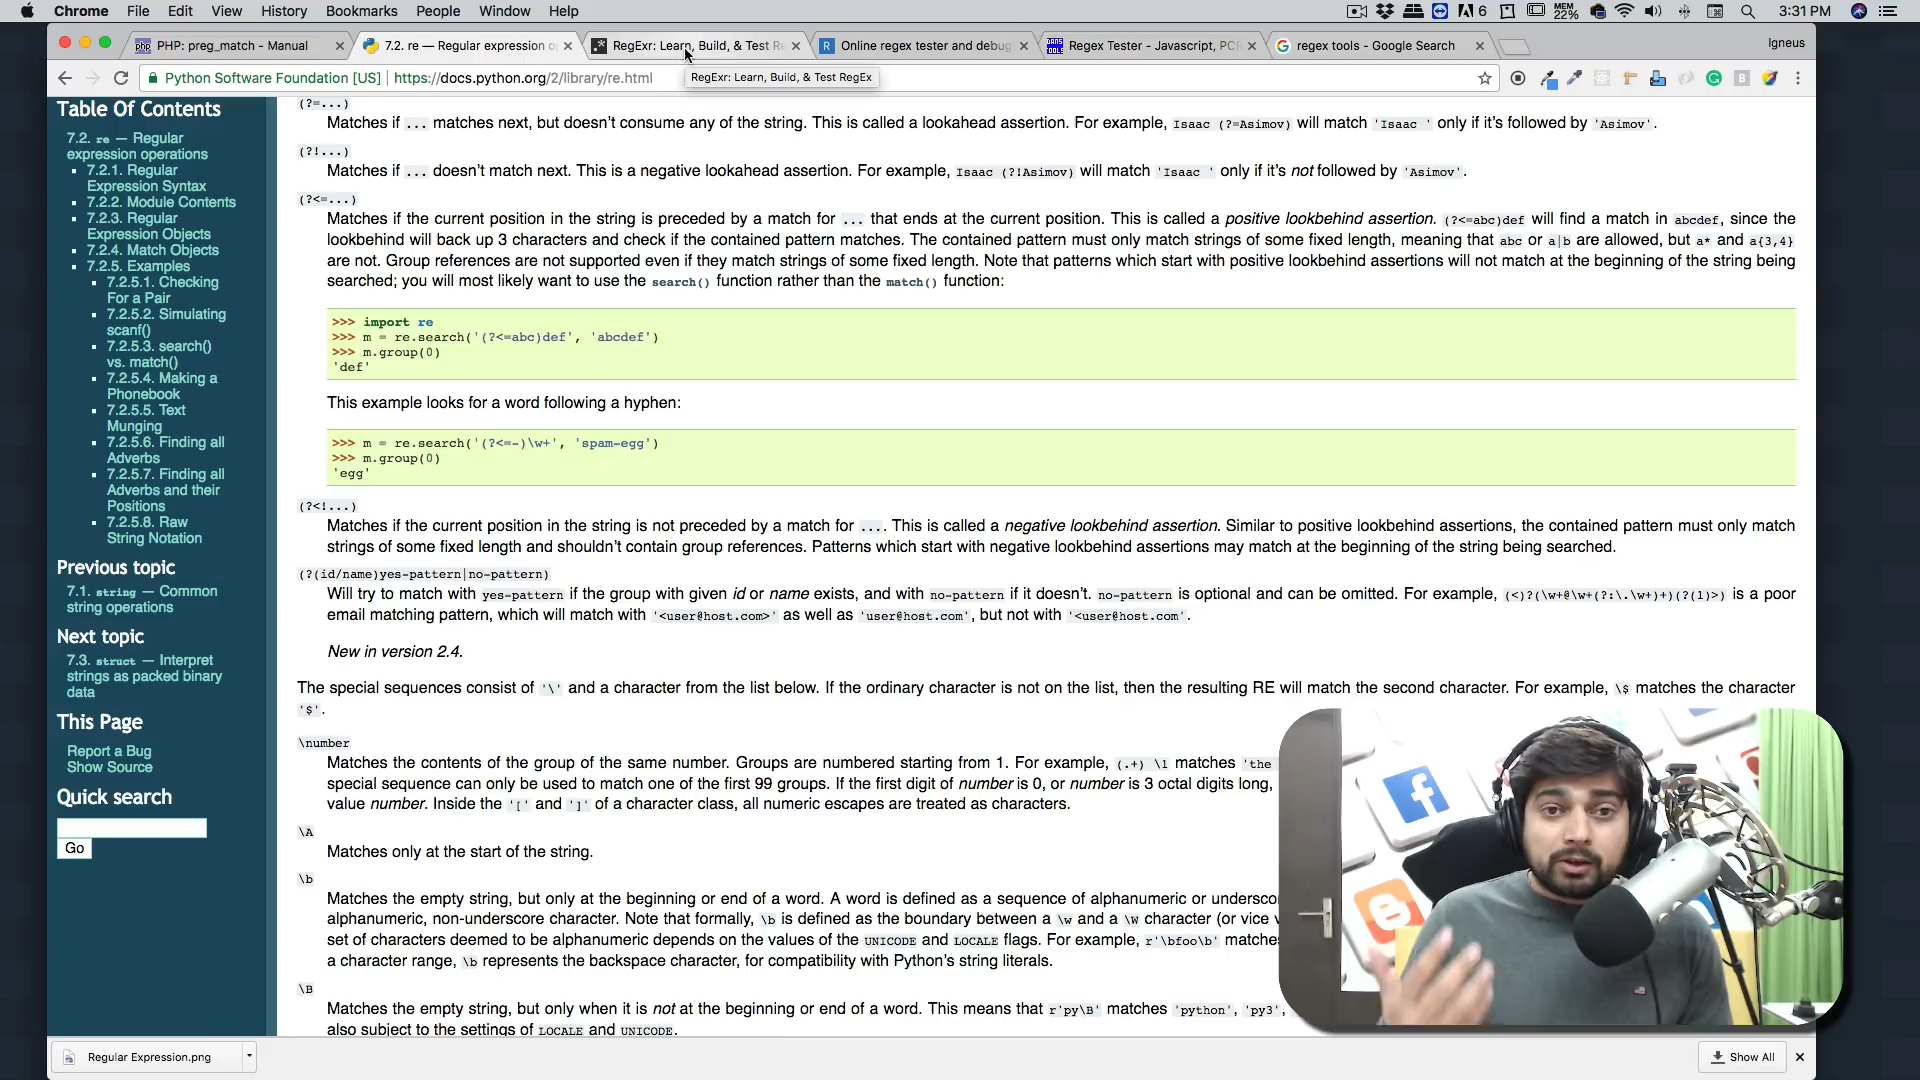 Chrome File Edit View History Bookmarks People Window Help 6 MEM 22% 3:31 PM
PHP: preg_match - Manual 7.2. re — Regular expression o RegExr: Learn, Build, & Test R Online regex tester and debug Regex Tester - Javascript, PC regex tools - Google Search Igneus
Python Software Foundation [US] https://docs.python.org/2/library/re.html
RegExr: Learn, Build, & Test RegEx
Table Of Contents
7.2. re — Regular
expression operations
7.2.1. Regular
Expression Syntax
7.2.2. Module Contents
7.2.3. Regular
Expression Objects
7.2.4. Match Objects
7.2.5. Examples
7.2.5.1. Checking
For a Pair
7.2.5.2. Simulating
scanf()
7.2.5.3. search()
vs. match()
7.2.5.4. Making a
Phonebook
7.2.5.5. Text
Munging
7.2.5.6. Finding all
Adverbs
7.2.5.7. Finding all
Adverbs and their
Positions
7.2.5.8. Raw
String Notation
Previous topic
7.1. string — Common
string operations
Next topic
7.3. struct — Interpret
strings as packed binary
data
This Page
Report a Bug
Show Source
Quick search
Go
(?=...)
Matches if ... matches next, but doesn't consume any of the string. This is called a lookahead assertion. For example, Isaac (?=Asimov) will match 'Isaac ' only if it's followed by 'Asimov'.
(?!...)
Matches if ... doesn't match next. This is a negative lookahead assertion. For example, Isaac (?!Asimov) will match 'Isaac ' only if it's not followed by 'Asimov'.
(?<=...)
Matches if the current position in the string is preceded by a match for ... that ends at the current position. This is called a positive lookbehind assertion. (?<=abc)def will find a match in abcdef, since the
lookbehind will back up 3 characters and check if the contained pattern matches. The contained pattern must only match strings of some fixed length, meaning that abc or a|b are allowed, but a* and a{3,4}
are not. Group references are not supported even if they match strings of some fixed length. Note that patterns which start with positive lookbehind assertions will not match at the beginning of the string being
searched; you will most likely want to use the search() function rather than the match() function:
>>> import re
>>> m = re.search('(?<=abc)def', 'abcdef')
>>> m.group(0)
'def'
This example looks for a word following a hyphen:
>>> m = re.search('(?<=-)\w+', 'spam-egg')
>>> m.group(0)
'egg'
(?<!...)
Matches if the current position in the string is not preceded by a match for .... This is called a negative lookbehind assertion. Similar to positive lookbehind assertions, the contained pattern must only match
strings of some fixed length and shouldn't contain group references. Patterns which start with negative lookbehind assertions may match at the beginning of the string being searched.
(?(id/name)yes-pattern|no-pattern)
Will try to match with yes-pattern if the group with given id or name exists, and with no-pattern if it doesn't. no-pattern is optional and can be omitted. For example, (<)?(\w+@\w+(?:\.\w+)+)(?(1)>) is a poor
email matching pattern, which will match with '<user@host.com>' as well as 'user@host.com', but not with '<user@host.com'.
New in version 2.4.
The special sequences consist of '\' and a character from the list below. If the ordinary character is not on the list, then the resulting RE will match the second character. For example, \$ matches the character
'$'.
\number
Matches the contents of the group of the same number. Groups are numbered starting from 1. For example, (.+) \1 matches 'the
special sequence can only be used to match one of the first 99 groups. If the first digit of number is 0, or number is 3 octal digits long,
value number. Inside the '[' and ']' of a character class, all numeric escapes are treated as characters.
\A
Matches only at the start of the string.
\b
Matches the empty string, but only at the beginning or end of a word. A word is defined as a sequence of alphanumeric or undersco
alphanumeric, non-underscore character. Note that formally, \b is defined as the boundary between a \w and a \W character (or vice v
set of characters deemed to be alphanumeric depends on the values of the UNICODE and LOCALE flags. For example, r'\bfoo\b' matches
a character range, \b represents the backspace character, for compatibility with Python's string literals.
\B
Matches the empty string, but only when it is not at the beginning or end of a word. This means that r'py\B' matches 'python', 'py3',
also subject to the settings of LOCALE and UNICODE.
Regular Expression.png Show All